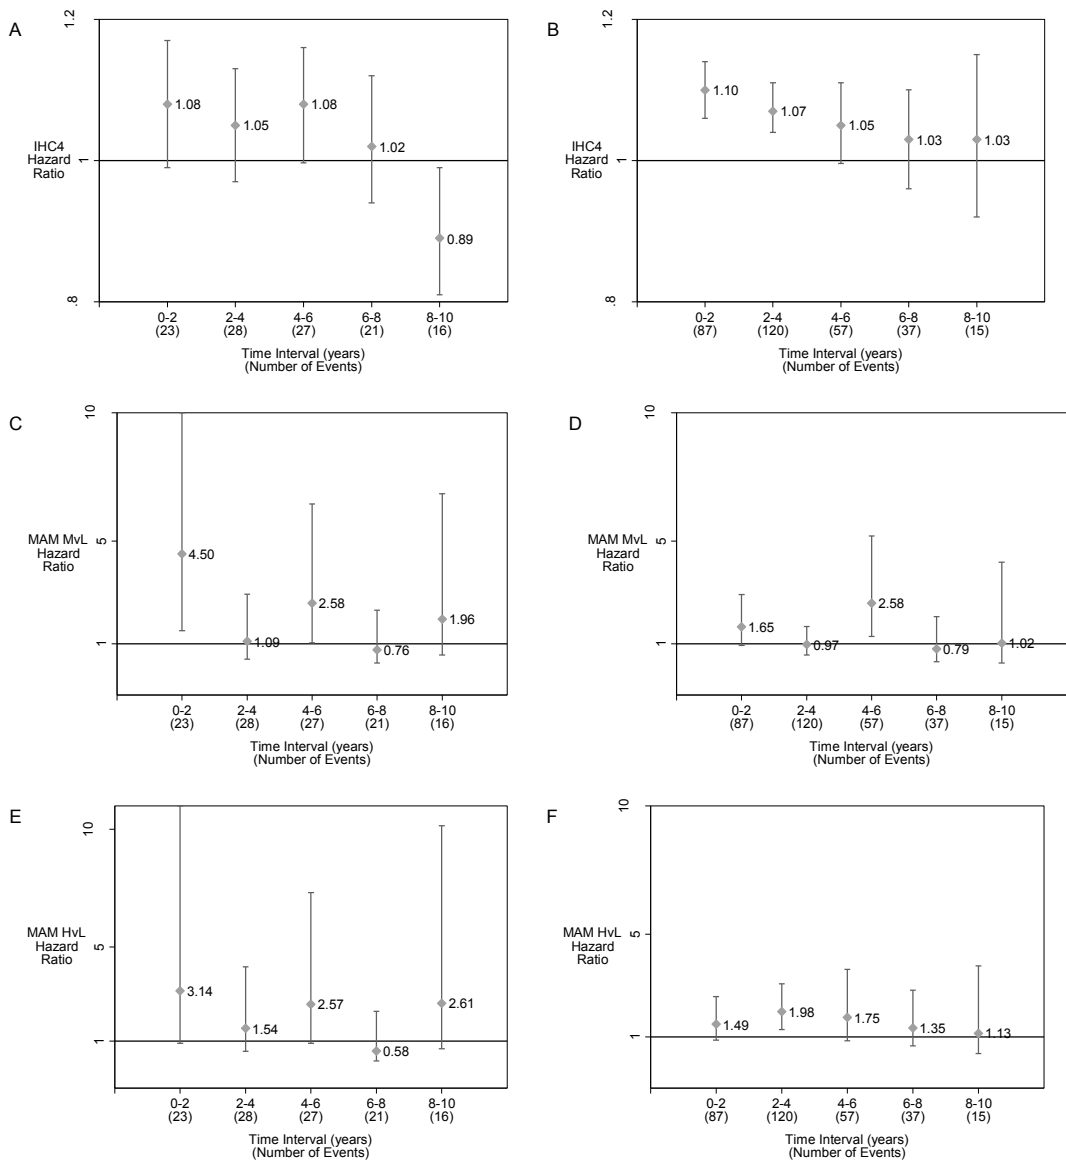 A
IHC4
Hazard
Ratio
1.2
1
.8
1.08
1.05
1.08
1.02
0.89
0-2 2-4 4-6 6-8 8-10
(23) (28) (27) (21) (16)
Time Interval (years)
(Number of Events)
B
IHC4
Hazard
Ratio
1.2
1
.8
1.10
1.07
1.05
1.03
1.03
0-2 2-4 4-6 6-8 8-10
(87) (120) (57) (37) (15)
Time Interval (years)
(Number of Events)
C
MAM MvL
Hazard
Ratio
10
5
1
4.50
1.09
2.58
0.76
1.96
0-2 2-4 4-6 6-8 8-10
(23) (28) (27) (21) (16)
Time Interval (years)
(Number of Events)
D
MAM MvL
Hazard
Ratio
10
5
1
1.65
0.97
2.58
0.79
1.02
0-2 2-4 4-6 6-8 8-10
(87) (120) (57) (37) (15)
Time Interval (years)
(Number of Events)
E
MAM HvL
Hazard
Ratio
10
5
1
3.14
1.54
2.57
0.58
2.61
0-2 2-4 4-6 6-8 8-10
(23) (28) (27) (21) (16)
Time Interval (years)
(Number of Events)
F
MAM HvL
Hazard
Ratio
10
5
1
1.49
1.98
1.75
1.35
1.13
0-2 2-4 4-6 6-8 8-10
(87) (120) (57) (37) (15)
Time Interval (years)
(Number of Events)